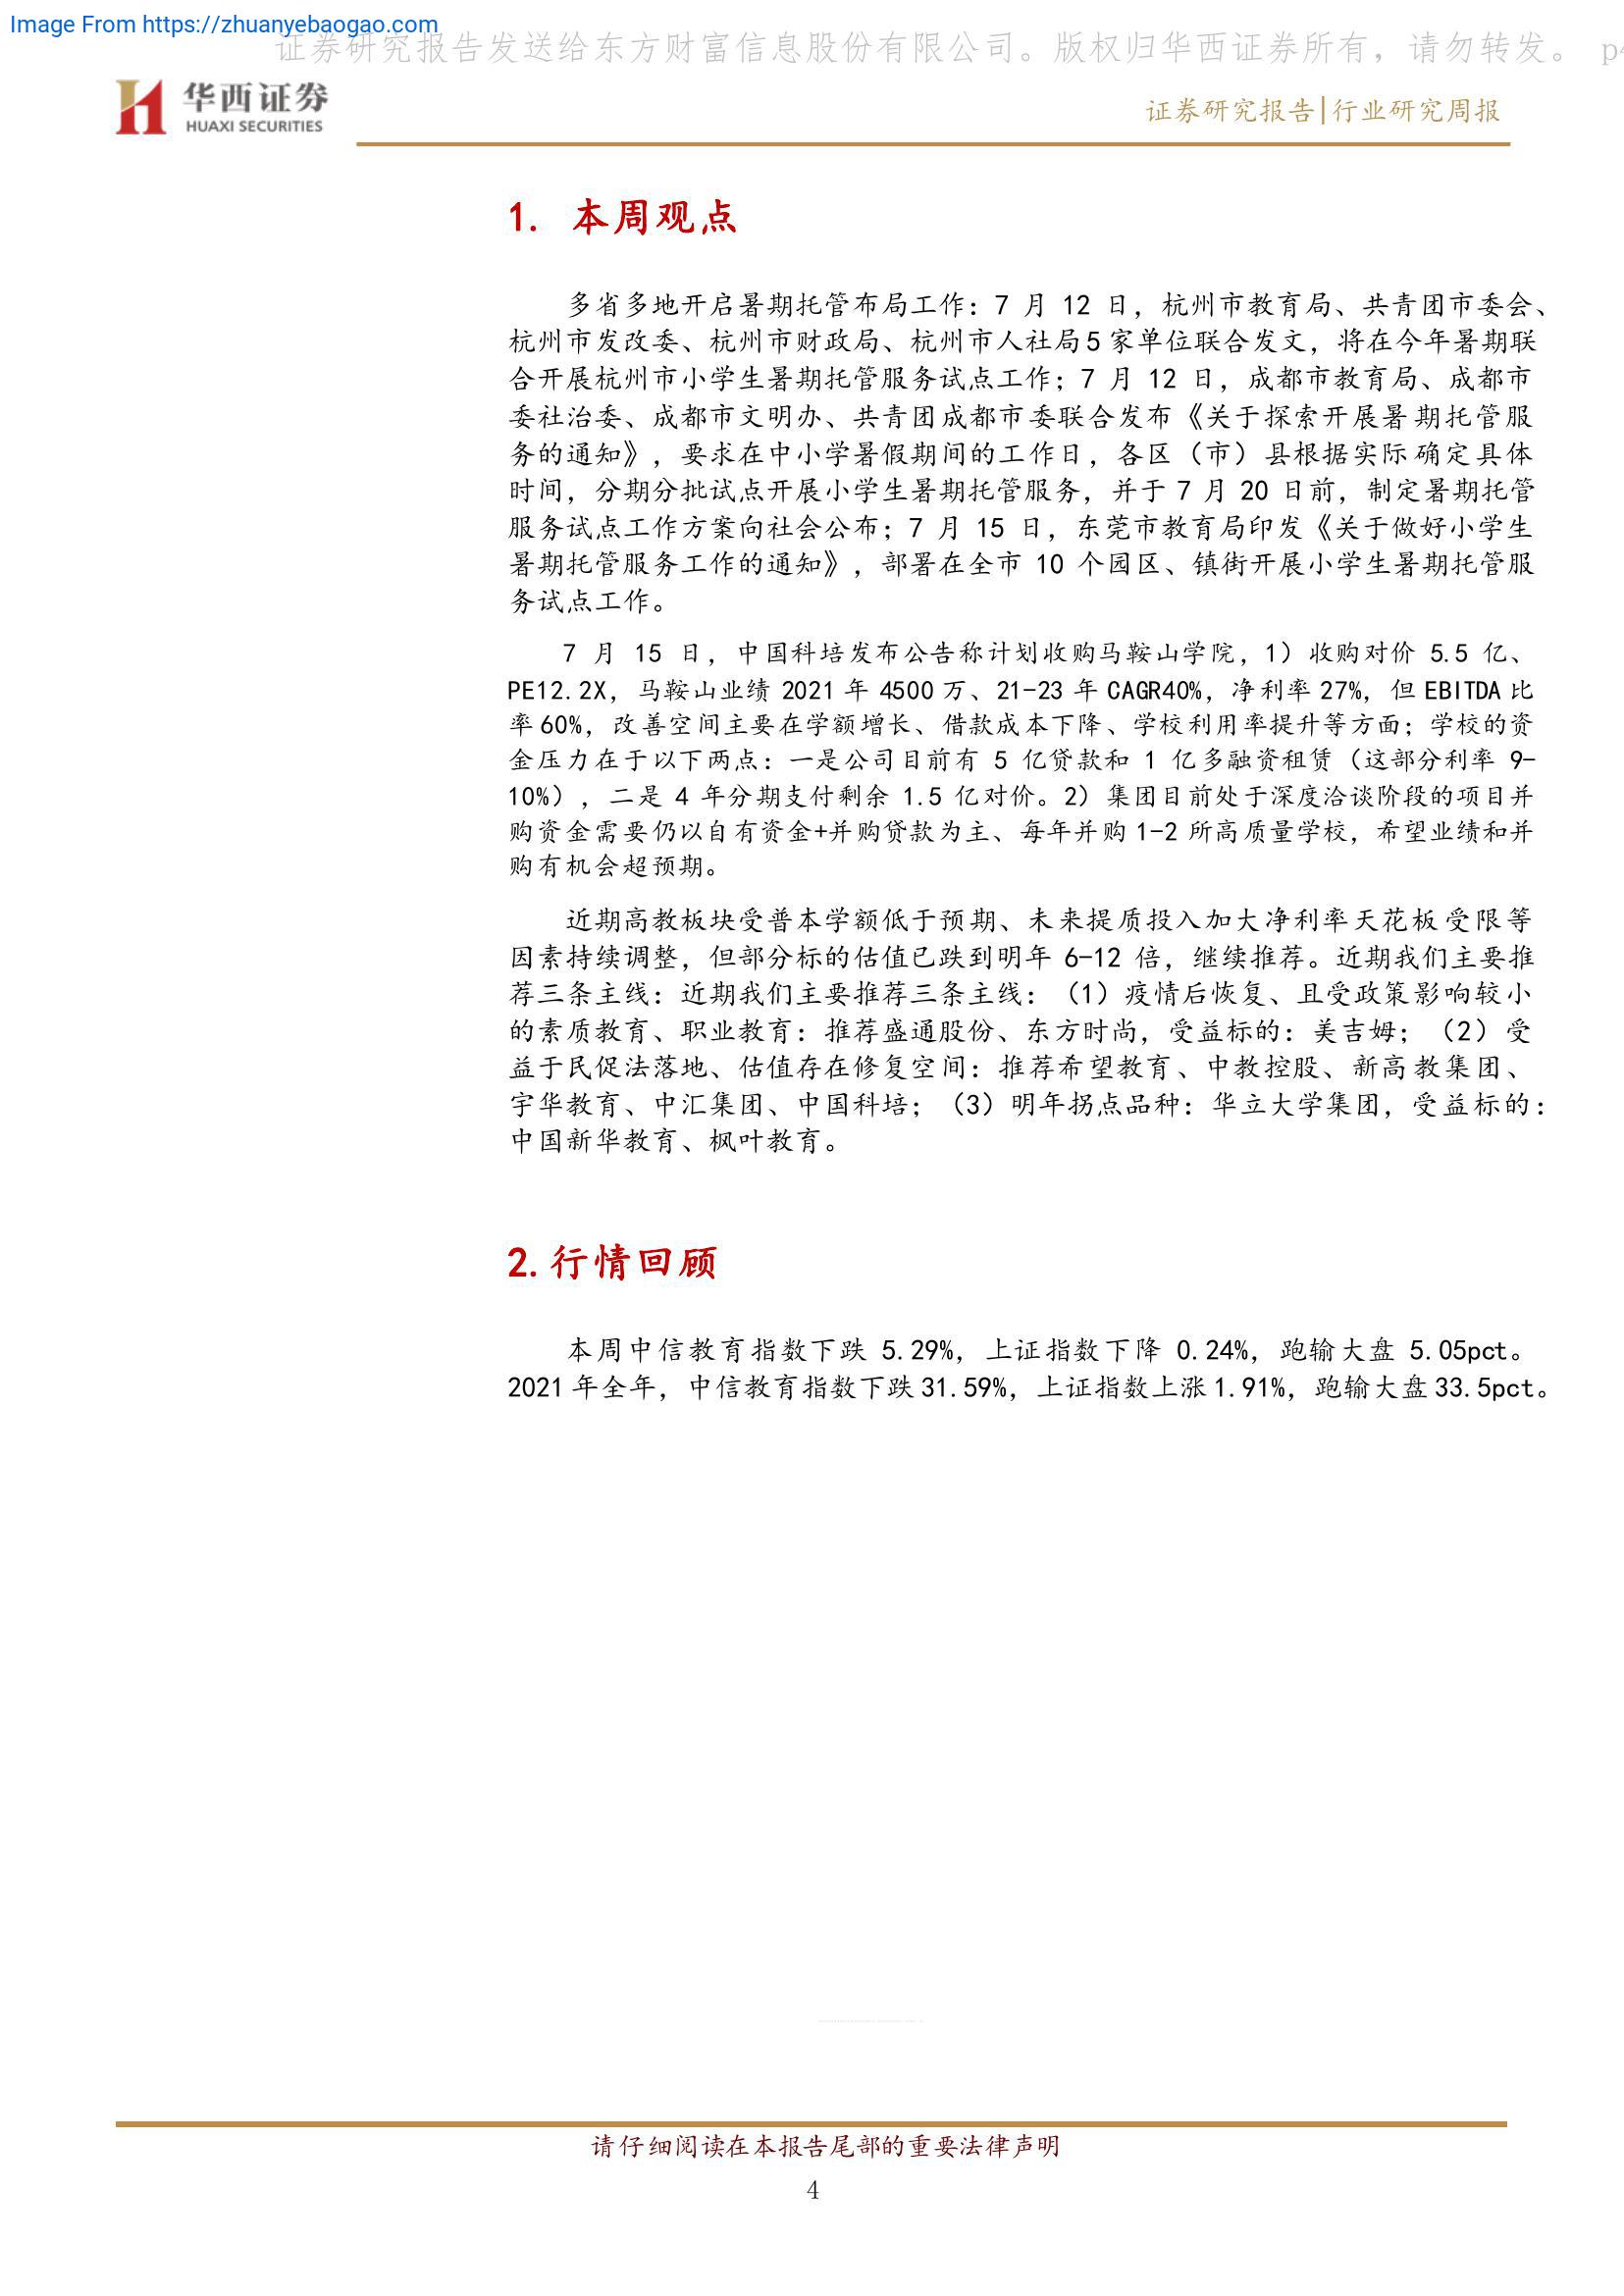 Image From https://zhuanyebaogao.com
证券研究报告发送给东方财富信息股份有限公司。版权归华西证券所有，请勿转发。 p4
华西证券
HUAXI SECURITIES
证券研究报告|行业研究周报
1. 本周观点
多省多地开启暑期托管布局工作：7 月 12 日，杭州市教育局、共青团市委会、
杭州市发改委、杭州市财政局、杭州市人社局 5 家单位联合发文，将在今年暑期联
合开展杭州市小学生暑期托管服务试点工作；7 月 12 日，成都市教育局、成都市
委社治委、成都市文明办、共青团成都市委联合发布《关于探索开展暑期托管服
务的通知》，要求在中小学暑假期间的工作日，各区（市）县根据实际确定具体
时间，分期分批试点开展小学生暑期托管服务，并于 7 月 20 日前，制定暑期托管
服务试点工作方案向社会公布；7 月 15 日，东莞市教育局印发《关于做好小学生
暑期托管服务工作的通知》，部署在全市 10 个园区、镇街开展小学生暑期托管服
务试点工作。
7 月 15 日，中国科培发布公告称计划收购马鞍山学院，1）收购对价 5.5 亿、
PE12.2X，马鞍山业绩 2021 年 4500 万、21-23 年 CAGR40%，净利率 27%，但 EBITDA 比
率 60%，改善空间主要在学额增长、借款成本下降、学校利用率提升等方面；学校的资
金压力在于以下两点：一是公司目前有 5 亿贷款和 1 亿多融资租赁（这部分利率 9-
10%），二是 4 年分期支付剩余 1.5 亿对价。2）集团目前处于深度洽谈阶段的项目并
购资金需要仍以自有资金+并购贷款为主、每年并购 1-2 所高质量学校，希望业绩和并
购有机会超预期。
近期高教板块受普本学额低于预期、未来提质投入加大净利率天花板受限等
因素持续调整，但部分标的估值已跌到明年 6-12 倍，继续推荐。近期我们主要推
荐三条主线：近期我们主要推荐三条主线：（1）疫情后恢复、且受政策影响较小
的素质教育、职业教育：推荐盛通股份、东方时尚，受益标的：美吉姆；（2）受
益于民促法落地、估值存在修复空间：推荐希望教育、中教控股、新高教集团、
宇华教育、中汇集团、中国科培；（3）明年拐点品种：华立大学集团，受益标的：
中国新华教育、枫叶教育。
2.行情回顾
本周中信教育指数下跌 5.29%，上证指数下降 0.24%，跑输大盘 5.05pct。
2021 年全年，中信教育指数下跌 31.59%，上证指数上涨 1.91%，跑输大盘 33.5pct。
请仔细阅读在本报告尾部的重要法律声明
4